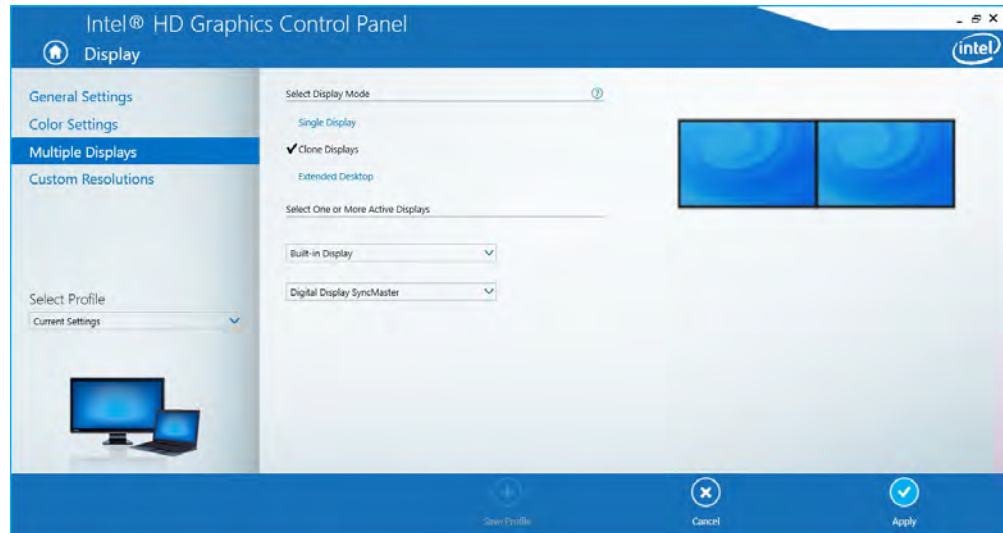 Intel® HD Graphics Control Panel
Display
intel
General Settings
Color Settings
Multiple Displays
Custom Resolutions
Select Profile
Current Settings
Select Display Mode
Single Display
Clone Displays
Extended Desktop
Select One or More Active Displays
Built-in Display
Digital Display SyncMaster
Save Profile
Cancel
Apply